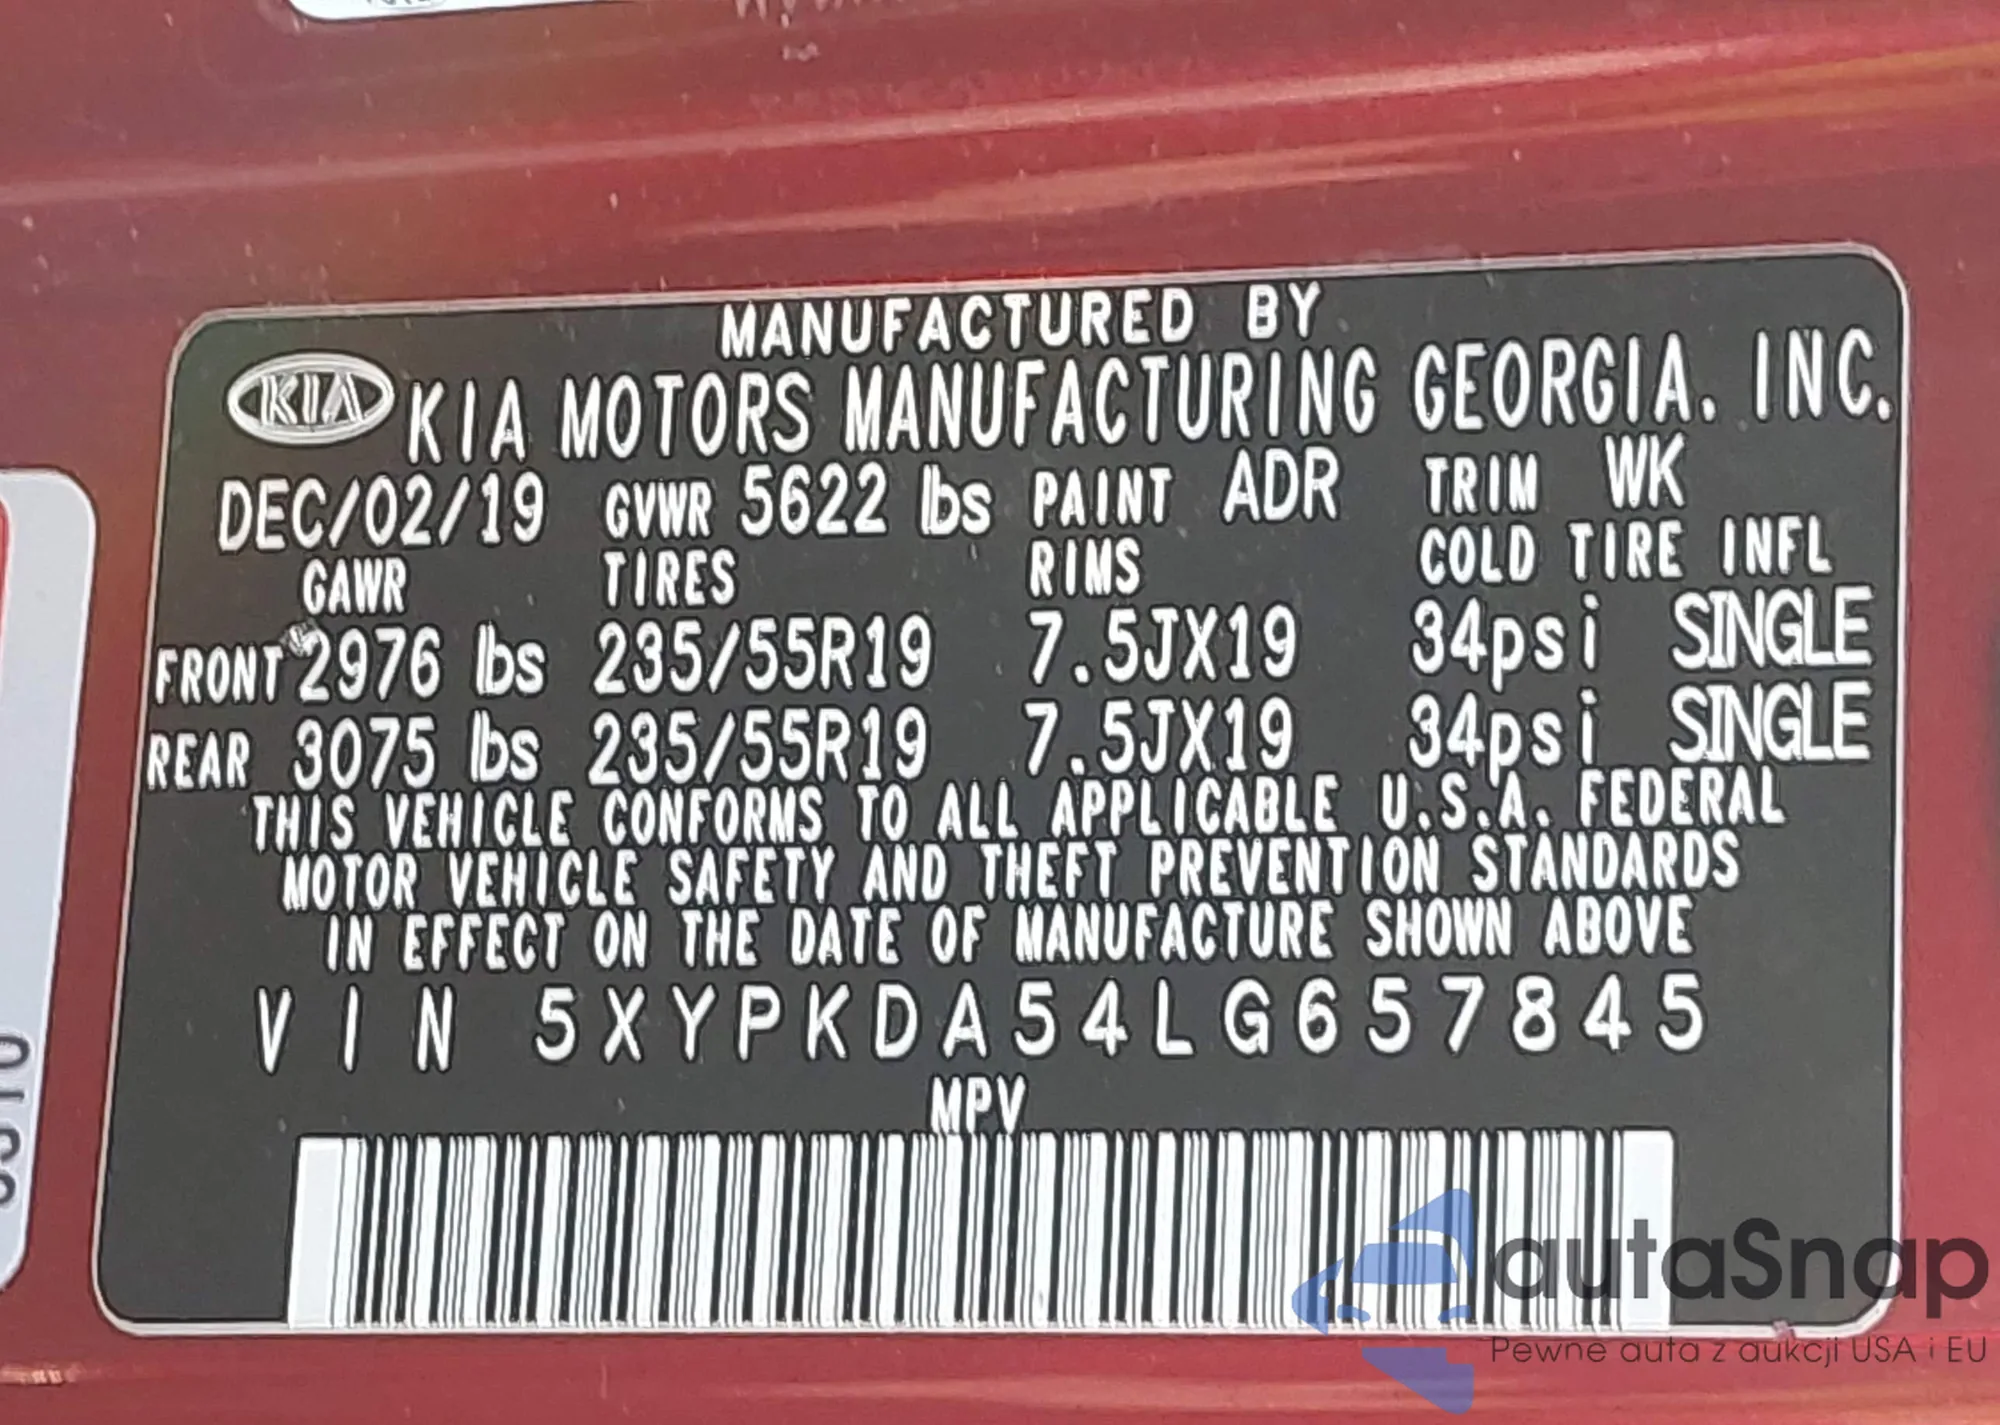 MANUFACTURED BY
KIA KIA MOTORS MANUFACTURING GEORGIA. INC.
DEC/02/19 GVWR 5622 lbs PAINT ADR TRIM WK
GAWR TIRES RIMS COLD TIRE INFL
FRONT 2976 lbs 235/55R19 7.5JX19 34psi SINGLE
REAR 3075 lbs 235/55R19 7.5JX19 34psi SINGLE
THIS VEHICLE CONFORMS TO ALL APPLICABLE U.S.A. FEDERAL
MOTOR VEHICLE SAFETY AND THEFT PREVENTION STANDARDS
IN EFFECT ON THE DATE OF MANUFACTURE SHOWN ABOVE
VIN 5XYPKDA54LG657845
MPV
autaSnap
Pewne auta z aukcji USA i EU